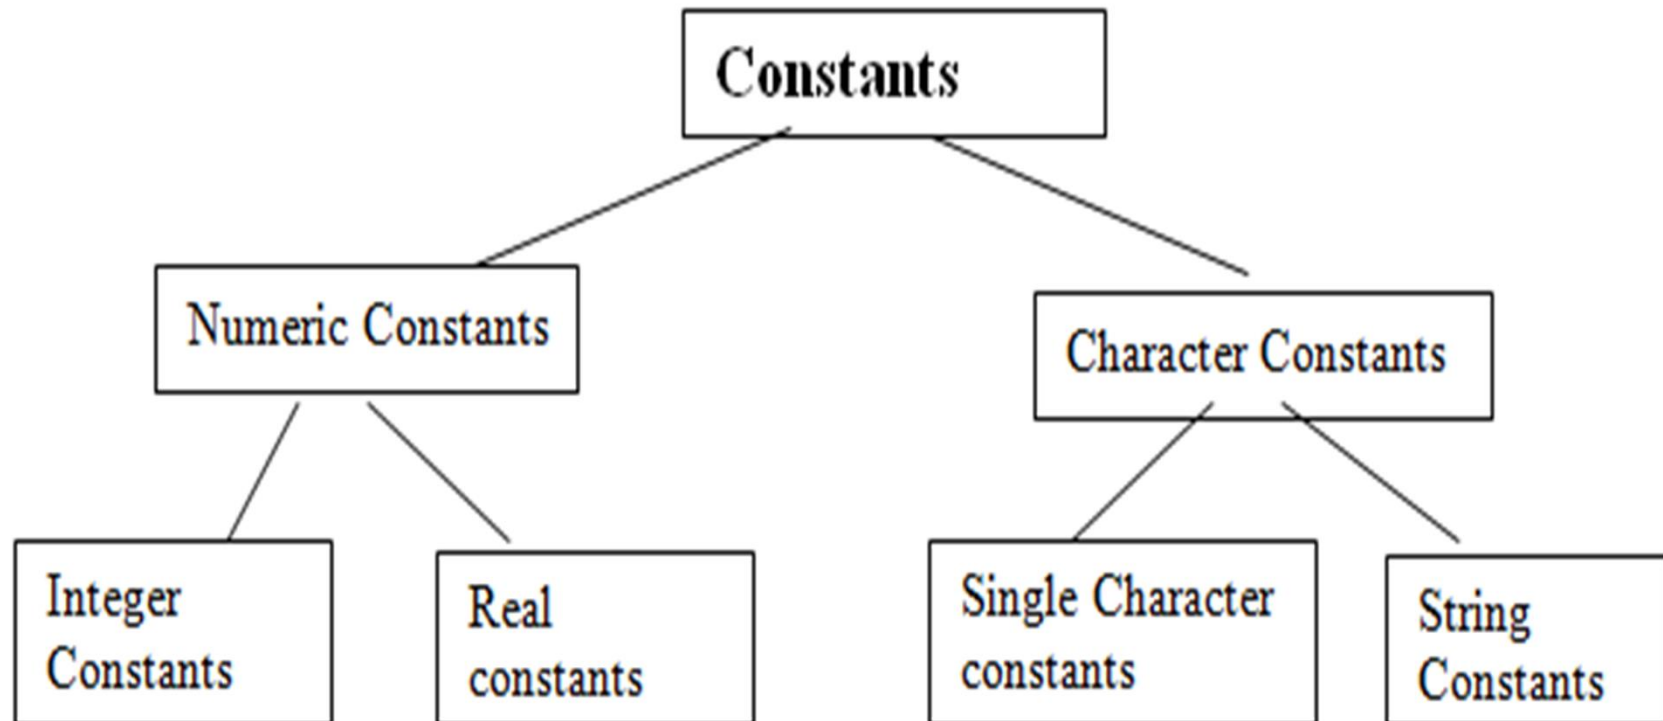 Constants
Numeric Constants
Character Constants
Integer
Constants
Real
constants
Single Character
constants
String
Constants